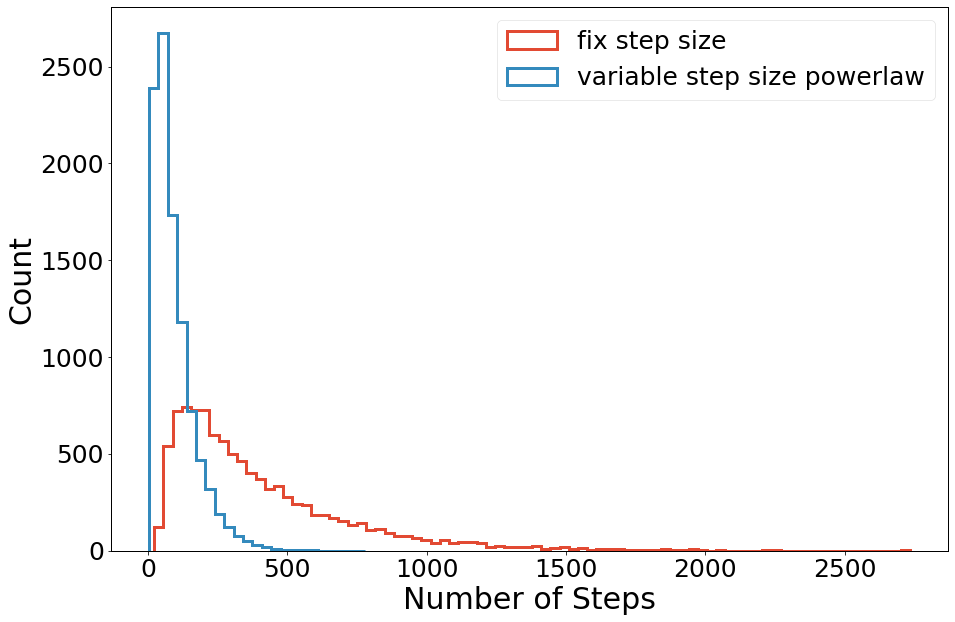 fix step size
variable step size powerlaw
2500
2000
1500
1000
500
0
Count
0 500 1000 1500 2000 2500
Number of Steps